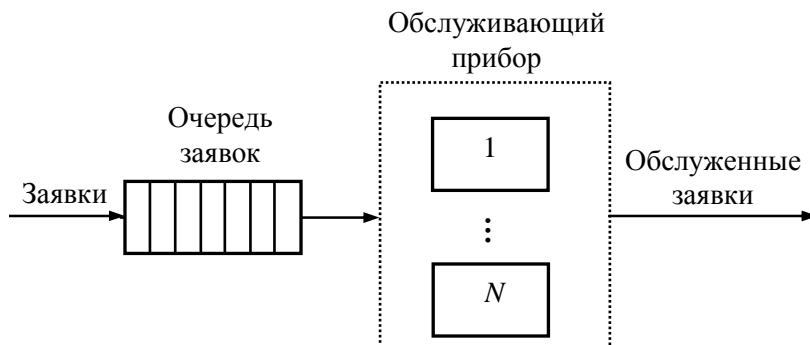 Обслуживающий
прибор
Очередь
заявок
1
Обслуженные
заявки
Заявки
...
N